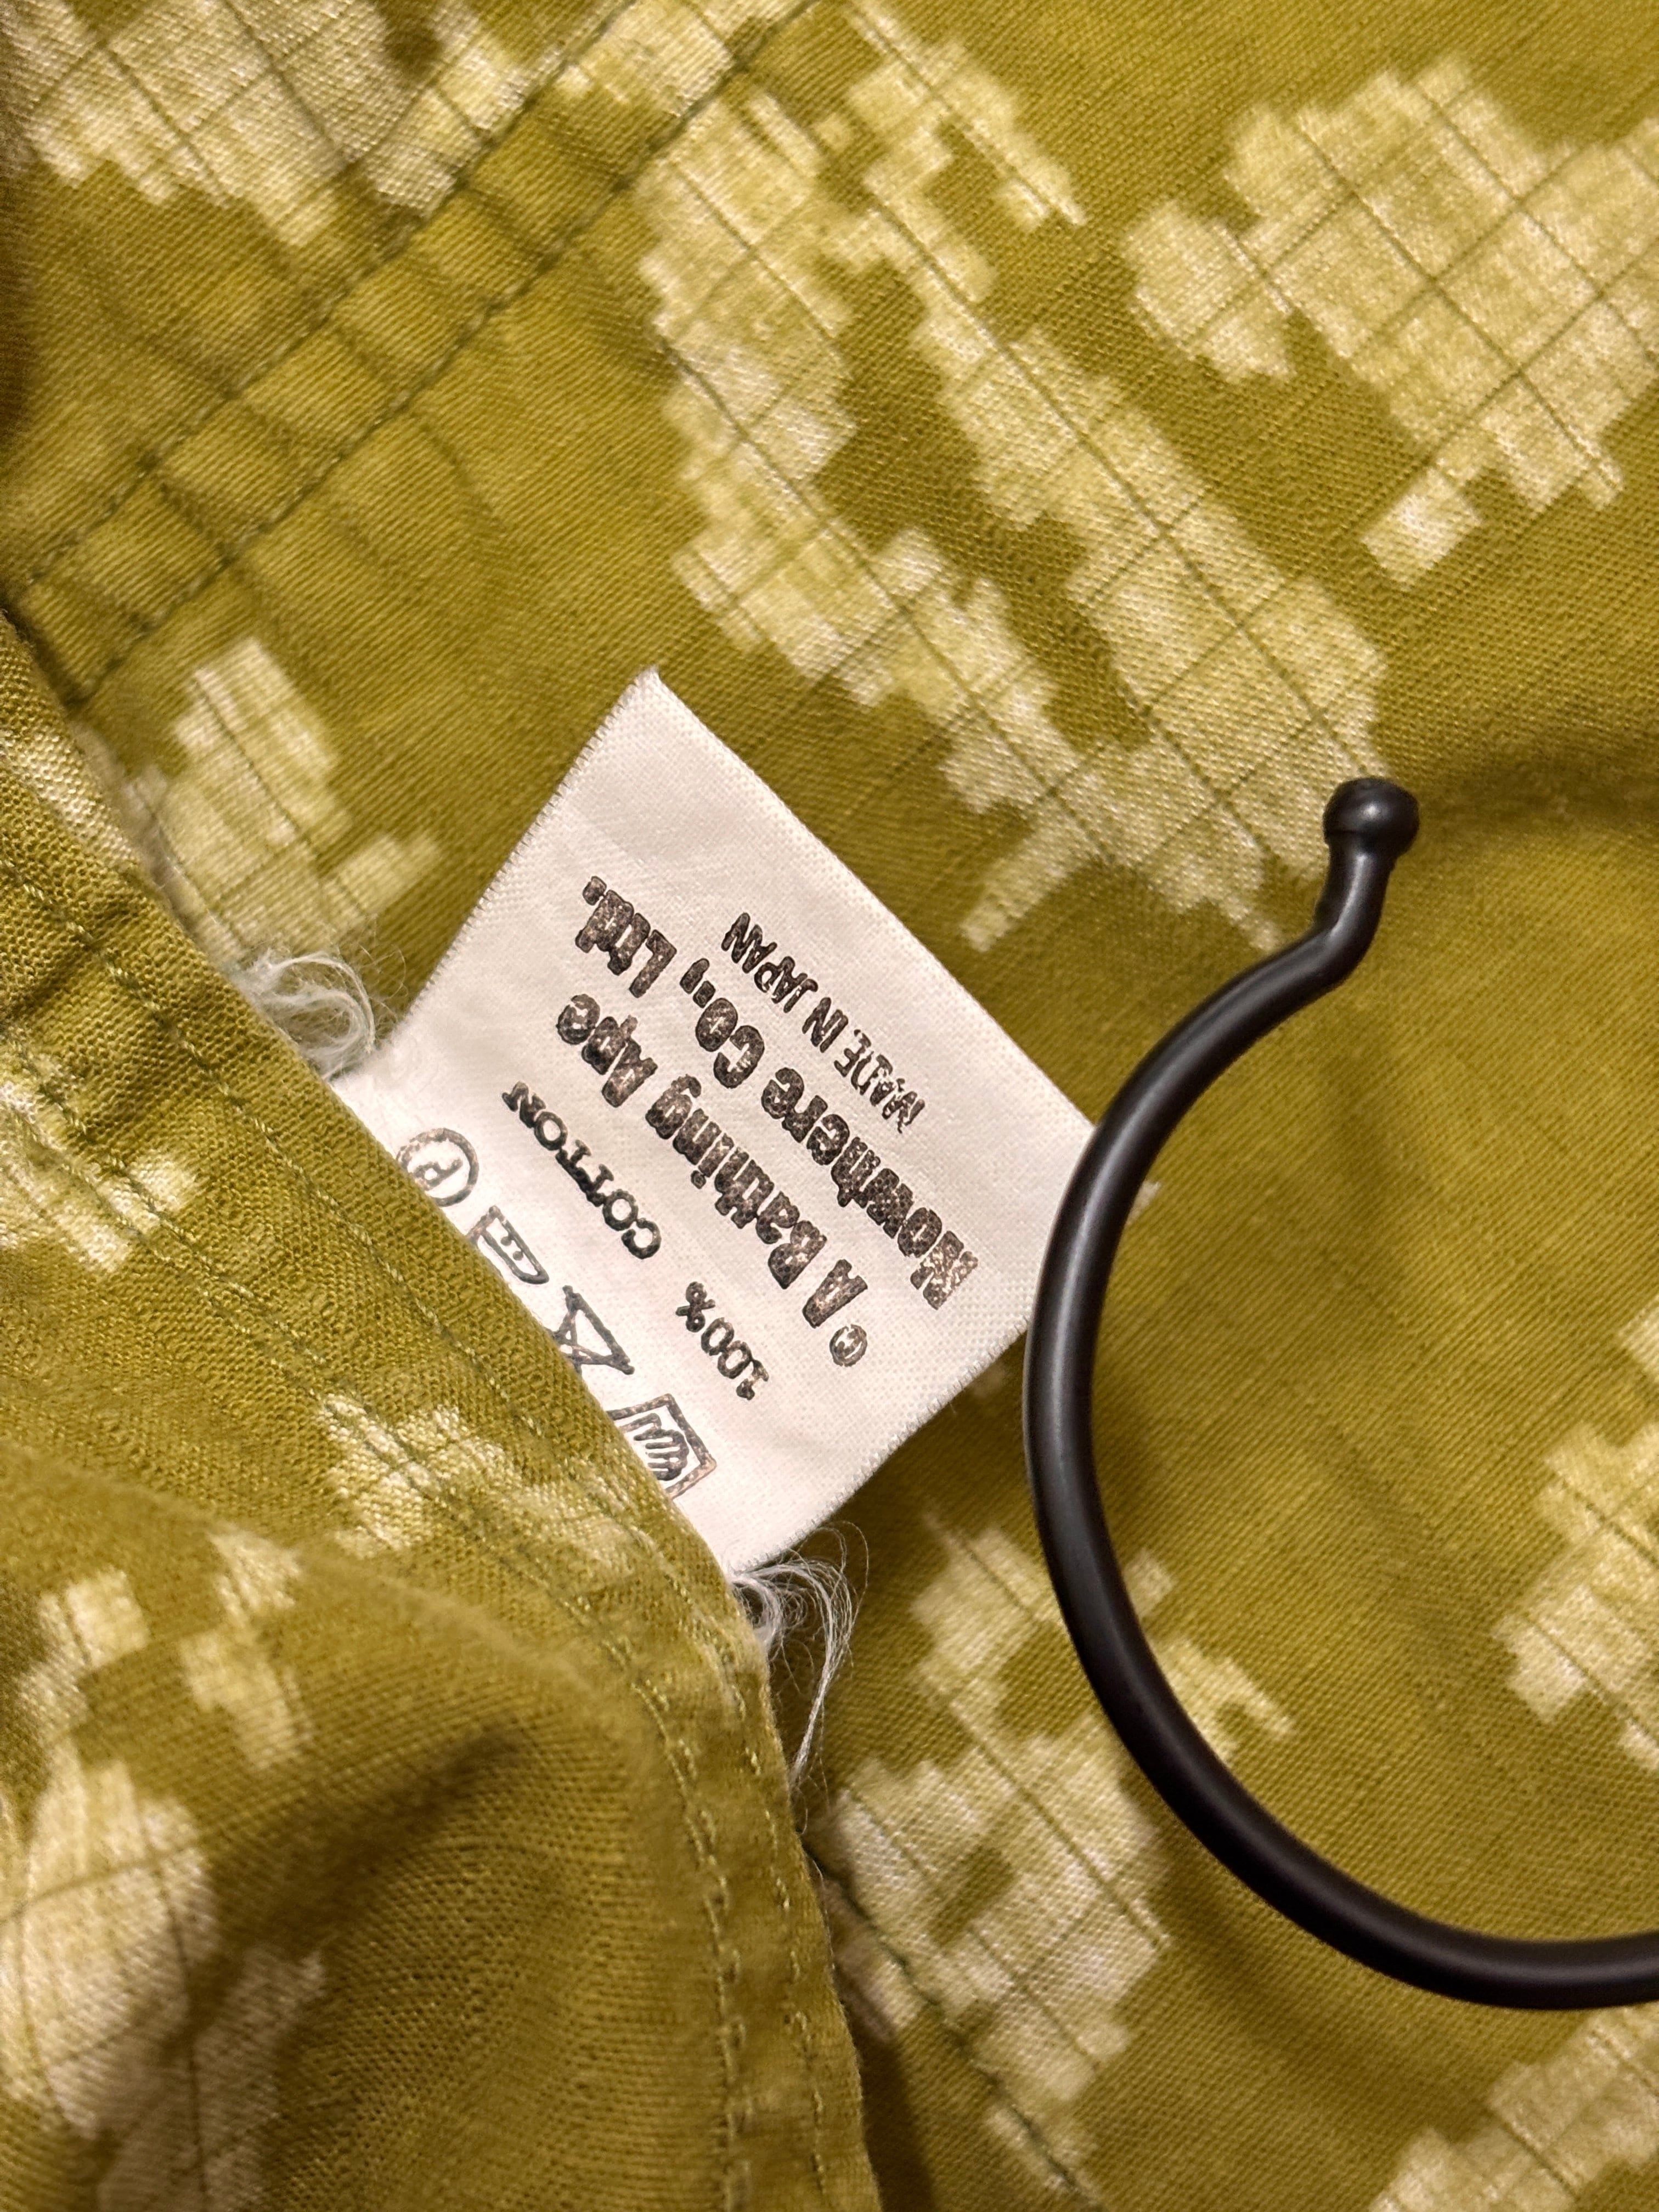 100% COTTON
© A Bathing Ape
Nowhere Co., Ltd.
MADE IN JAPAN